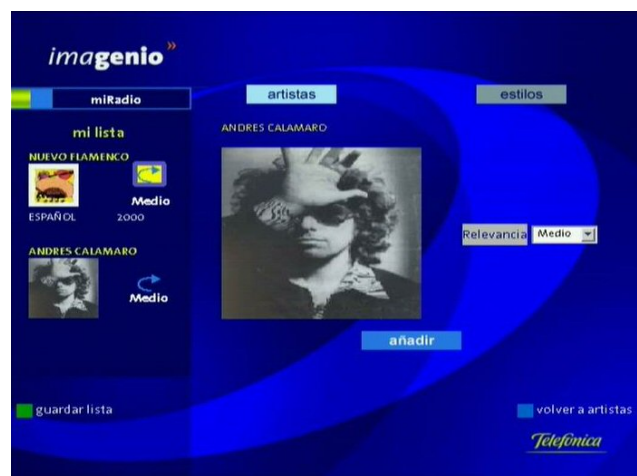 imagenio»
miRadio
artistas
estilos
mi lista
NUEVO FLAMENCO
Medio
ESPAÑOL 2000
ANDRES CALAMARO
Medio
ANDRES CALAMARO
Relevancia Medio
añadir
guardar lista
volver a artistas
Telefónica